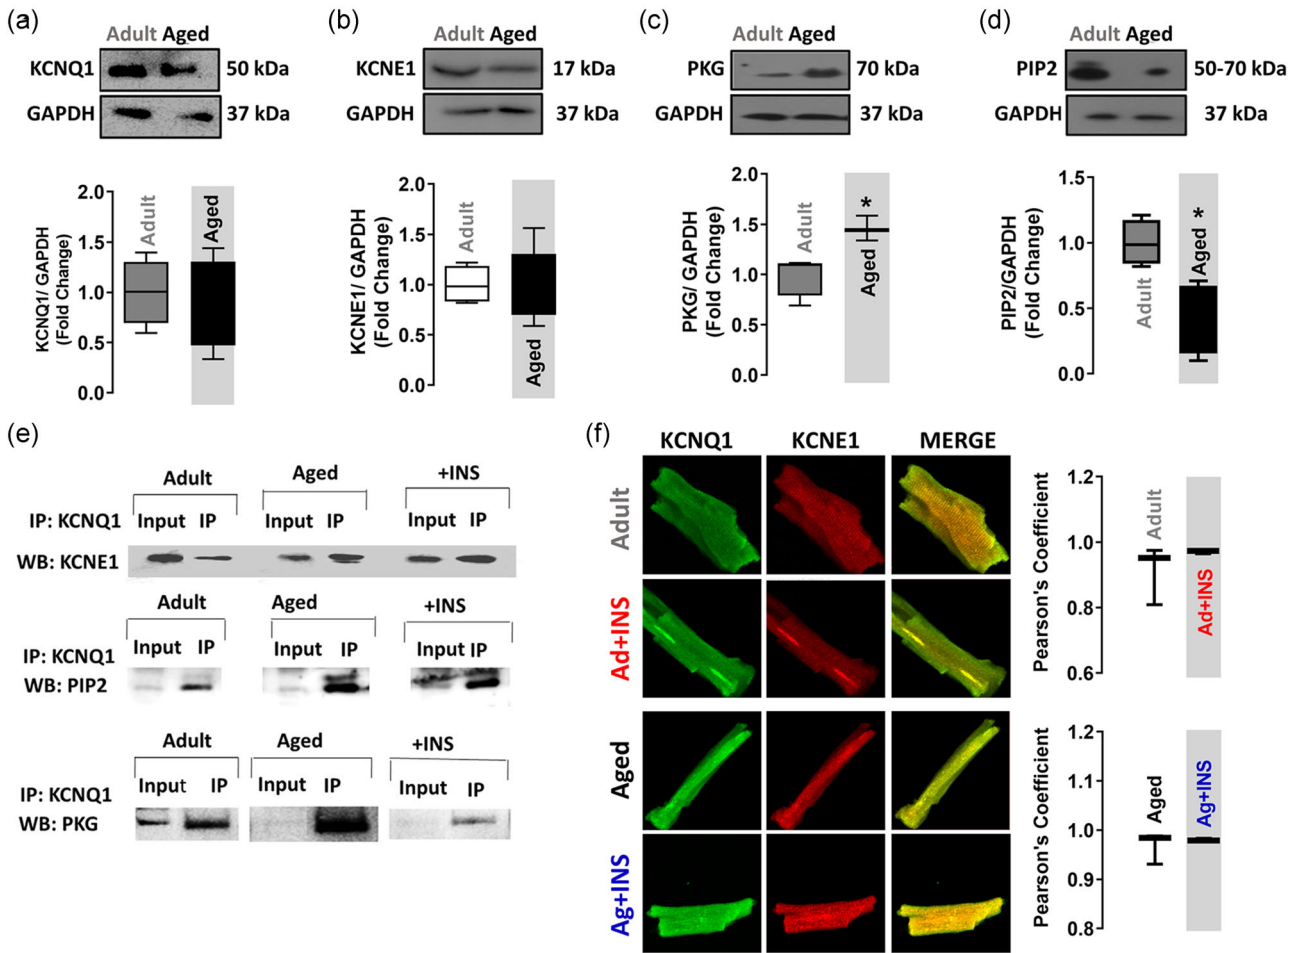 (a)
Adult Aged
KCNQ1
50 kDa
GAPDH
37 kDa
KCNQ1/ GAPDH
(Fold Change)
2.0
1.5
1.0
0.5
0.0
Adult
Aged
(b)
Adult Aged
KCNE1
17 kDa
GAPDH
37 kDa
KCNE1/ GAPDH
(Fold Change)
2.0
1.5
1.0
0.5
0.0
Adult
Aged
(c)
Adult Aged
PKG
70 kDa
GAPDH
37 kDa
PKG/ GAPDH
(Fold Change)
2.0
1.5
1.0
0.5
0.0
Adult
Aged *
(d)
Adult Aged
PIP2
50-70 kDa
GAPDH
37 kDa
PIP2/GAPDH
(Fold Change)
1.5
1.0
0.5
0.0
Adult
Aged *
(e)
Adult Aged +INS
IP: KCNQ1 Input IP Input IP Input IP
WB: KCNE1
Adult Aged +INS
Input IP Input IP Input IP
IP: KCNQ1
WB: PIP2
Adult Aged +INS
Input IP Input IP Input IP
IP: KCNQ1
WB: PKG
(f)
KCNQ1 KCNE1 MERGE
Adult
Ad+INS
Aged
Ag+INS
Pearson's Coefficient
1.2
1.0
0.8
0.6
Adult
Ad+INS
Pearson's Coefficient
1.2
1.1
1.0
0.9
0.8
Aged
Ag+INS